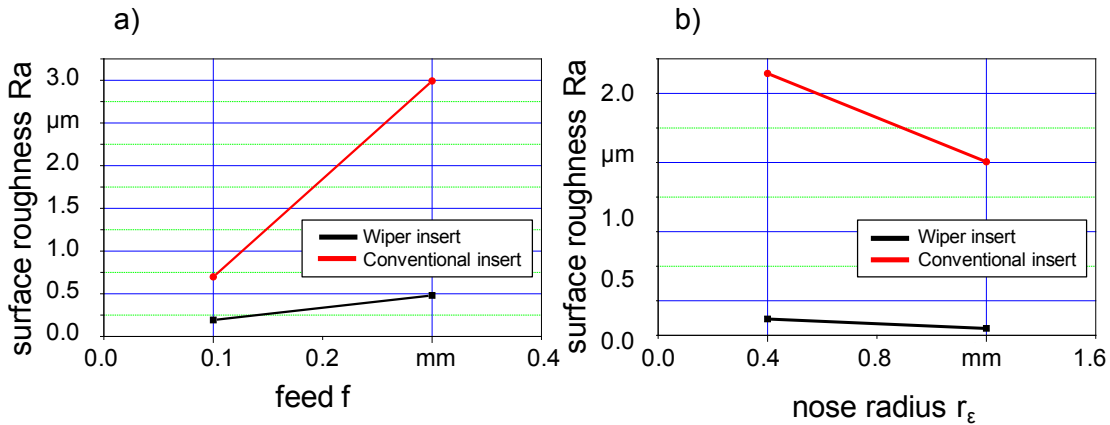 a)
surface roughness Ra
3.0
µm
2.0
1.5
1.0
0.5
0.0
Wiper insert
Conventional insert
0.0 0.1 0.2 mm 0.4
feed f
b)
surface roughness Ra
2.0
µm
1.0
0.5
0.0
Wiper insert
Conventional insert
0.0 0.4 0.8 mm 1.6
nose radius rε